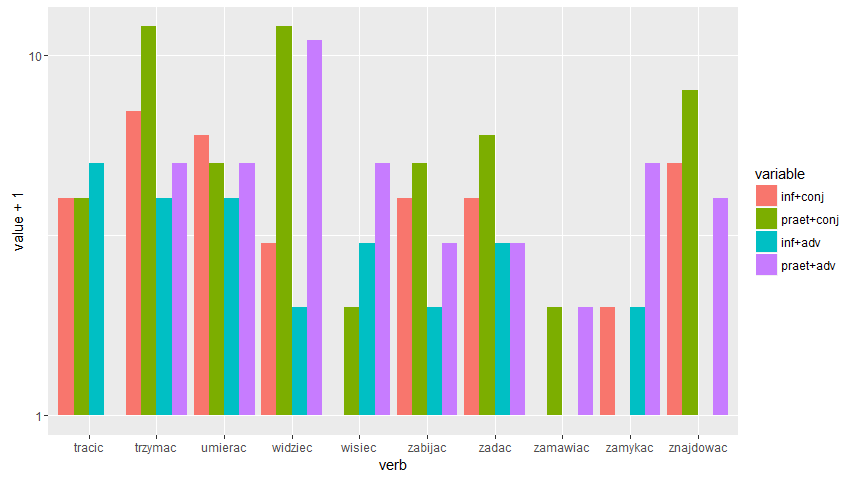 10
1
value + 1
tracic trzymac umierac widziec wisiec zabijac zadac zamawiac zamykac znajdowac
verb
variable
inf+conj
praet+conj
inf+adv
praet+adv